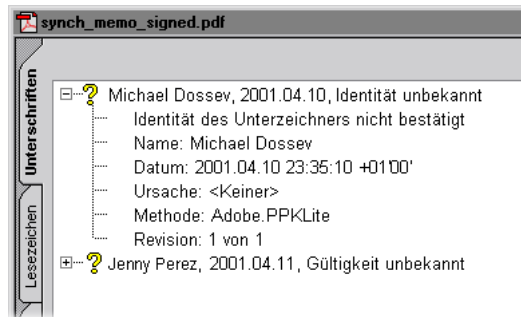 synch_memo_signed.pdf
Unterschriften
Michael Dossev, 2001.04.10, Identität unbekannt
Identität des Unterzeichners nicht bestätigt
Name: Michael Dossev
Datum: 2001.04.10 23:35:10 +01'00'
Ursache: <Keiner>
Methode: Adobe.PPKLite
Revision: 1 von 1
Lesezeichen
Jenny Perez, 2001.04.11, Gültigkeit unbekannt